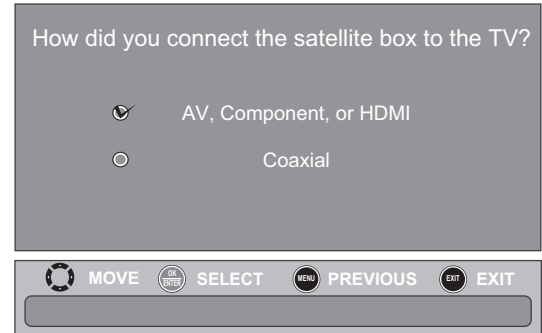 How did you connect the satellite box to the TV?
AV, Component, or HDMI
Coaxial
MOVE OK ENTER SELECT MENU PREVIOUS EXIT EXIT